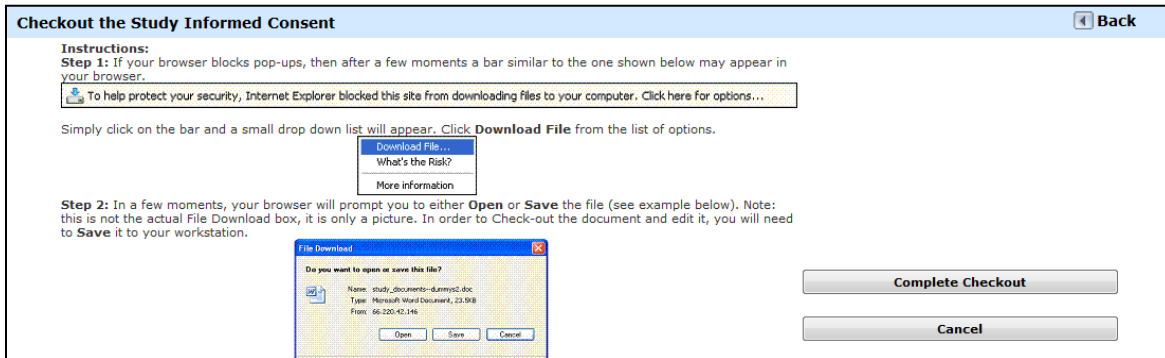 Checkout the Study Informed Consent
Back
Instructions:
Step 1: If your browser blocks pop-ups, then after a few moments a bar similar to the one shown below may appear in
your browser.
To help protect your security, Internet Explorer blocked this site from downloading files to your computer. Click here for options...
Simply click on the bar and a small drop down list will appear. Click Download File from the list of options.
Download File...
What's the Risk?
More information
Step 2: In a few moments, your browser will prompt you to either Open or Save the file (see example below). Note:
this is not the actual File Download box, it is only a picture. In order to Check-out the document and edit it, you will need
to Save it to your workstation.
File Download
Do you want to open or save this file?
Name: study_documents--dummys2.doc
Type: Microsoft Word Document, 23.5KB
From: 66.220.42.146
Open Save Cancel
Complete Checkout
Cancel